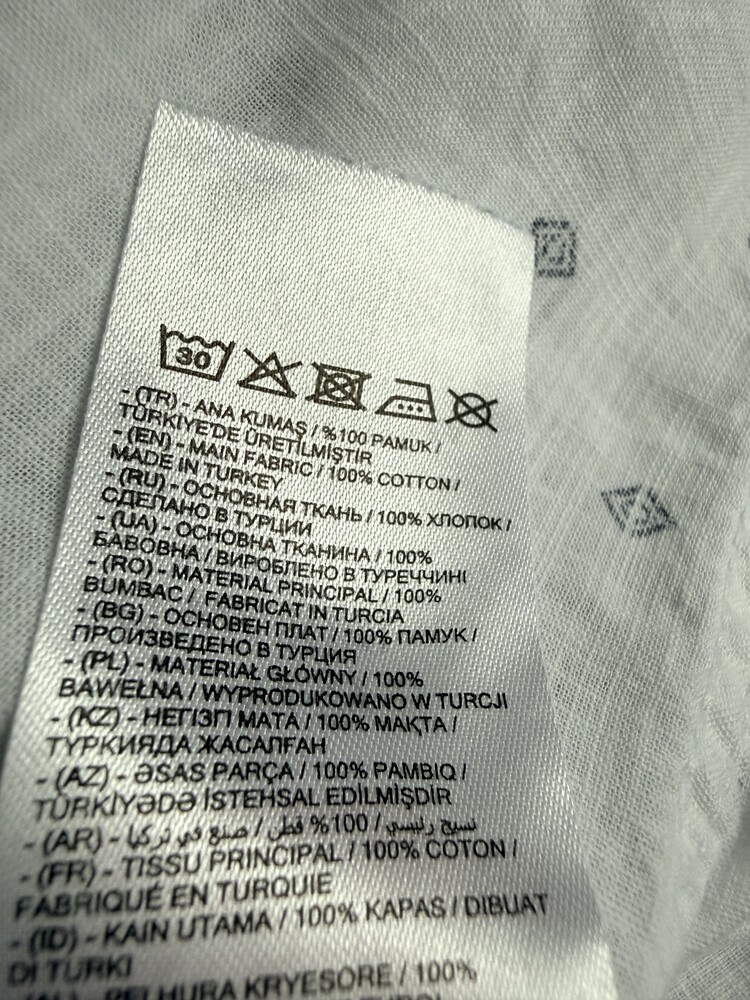 30
- (TR) - ANA KUMAŞ / %100 PAMUK /
TÜRKİYE'DE ÜRETİLMİŞTİR
- (EN) - MAIN FABRIC / 100% COTTON /
MADE IN TURKEY
- (RU) - ОСНОВНАЯ ТКАНЬ / 100% ХЛОПОК /
СДЕЛАНО В ТУРЦИИ
- (UA) - ОСНОВНА ТКАНИНА / 100%
БАВОВНА / ВИРОБЛЕНО В ТУРЕЧЧИНІ
- (RO) - MATERIAL PRINCIPAL / 100%
BUMBAC / FABRICAT IN TURCIA
- (BG) - ОСНОВЕН ПЛАТ / 100% ПАМУК /
ПРОИЗВЕДЕНО В ТУРЦИЯ
- (PL) - MATERIAŁ GŁÓWNY / 100%
BAWEŁNA / WYPRODUKOWANO W TURCJI
- (KZ) - НЕГІЗГІ МАТА / 100% МАҚТА /
ТҮРКИЯДА ЖАСАЛҒАН
- (AZ) - ƏSAS PARÇA / 100% PAMBIQ /
TÜRKİYƏDƏ İSTEHSAL EDİLMİŞDİR
- (AR) - نسيج رئيسي / 100% قطن / صنع في تركيا
- (FR) - TISSU PRINCIPAL / 100% COTON /
FABRIQUÉ EN TURQUIE
- (ID) - KAIN UTAMA / 100% KAPAS / DIBUAT
DI TURKI
PELHURA KRYESORE / 100%